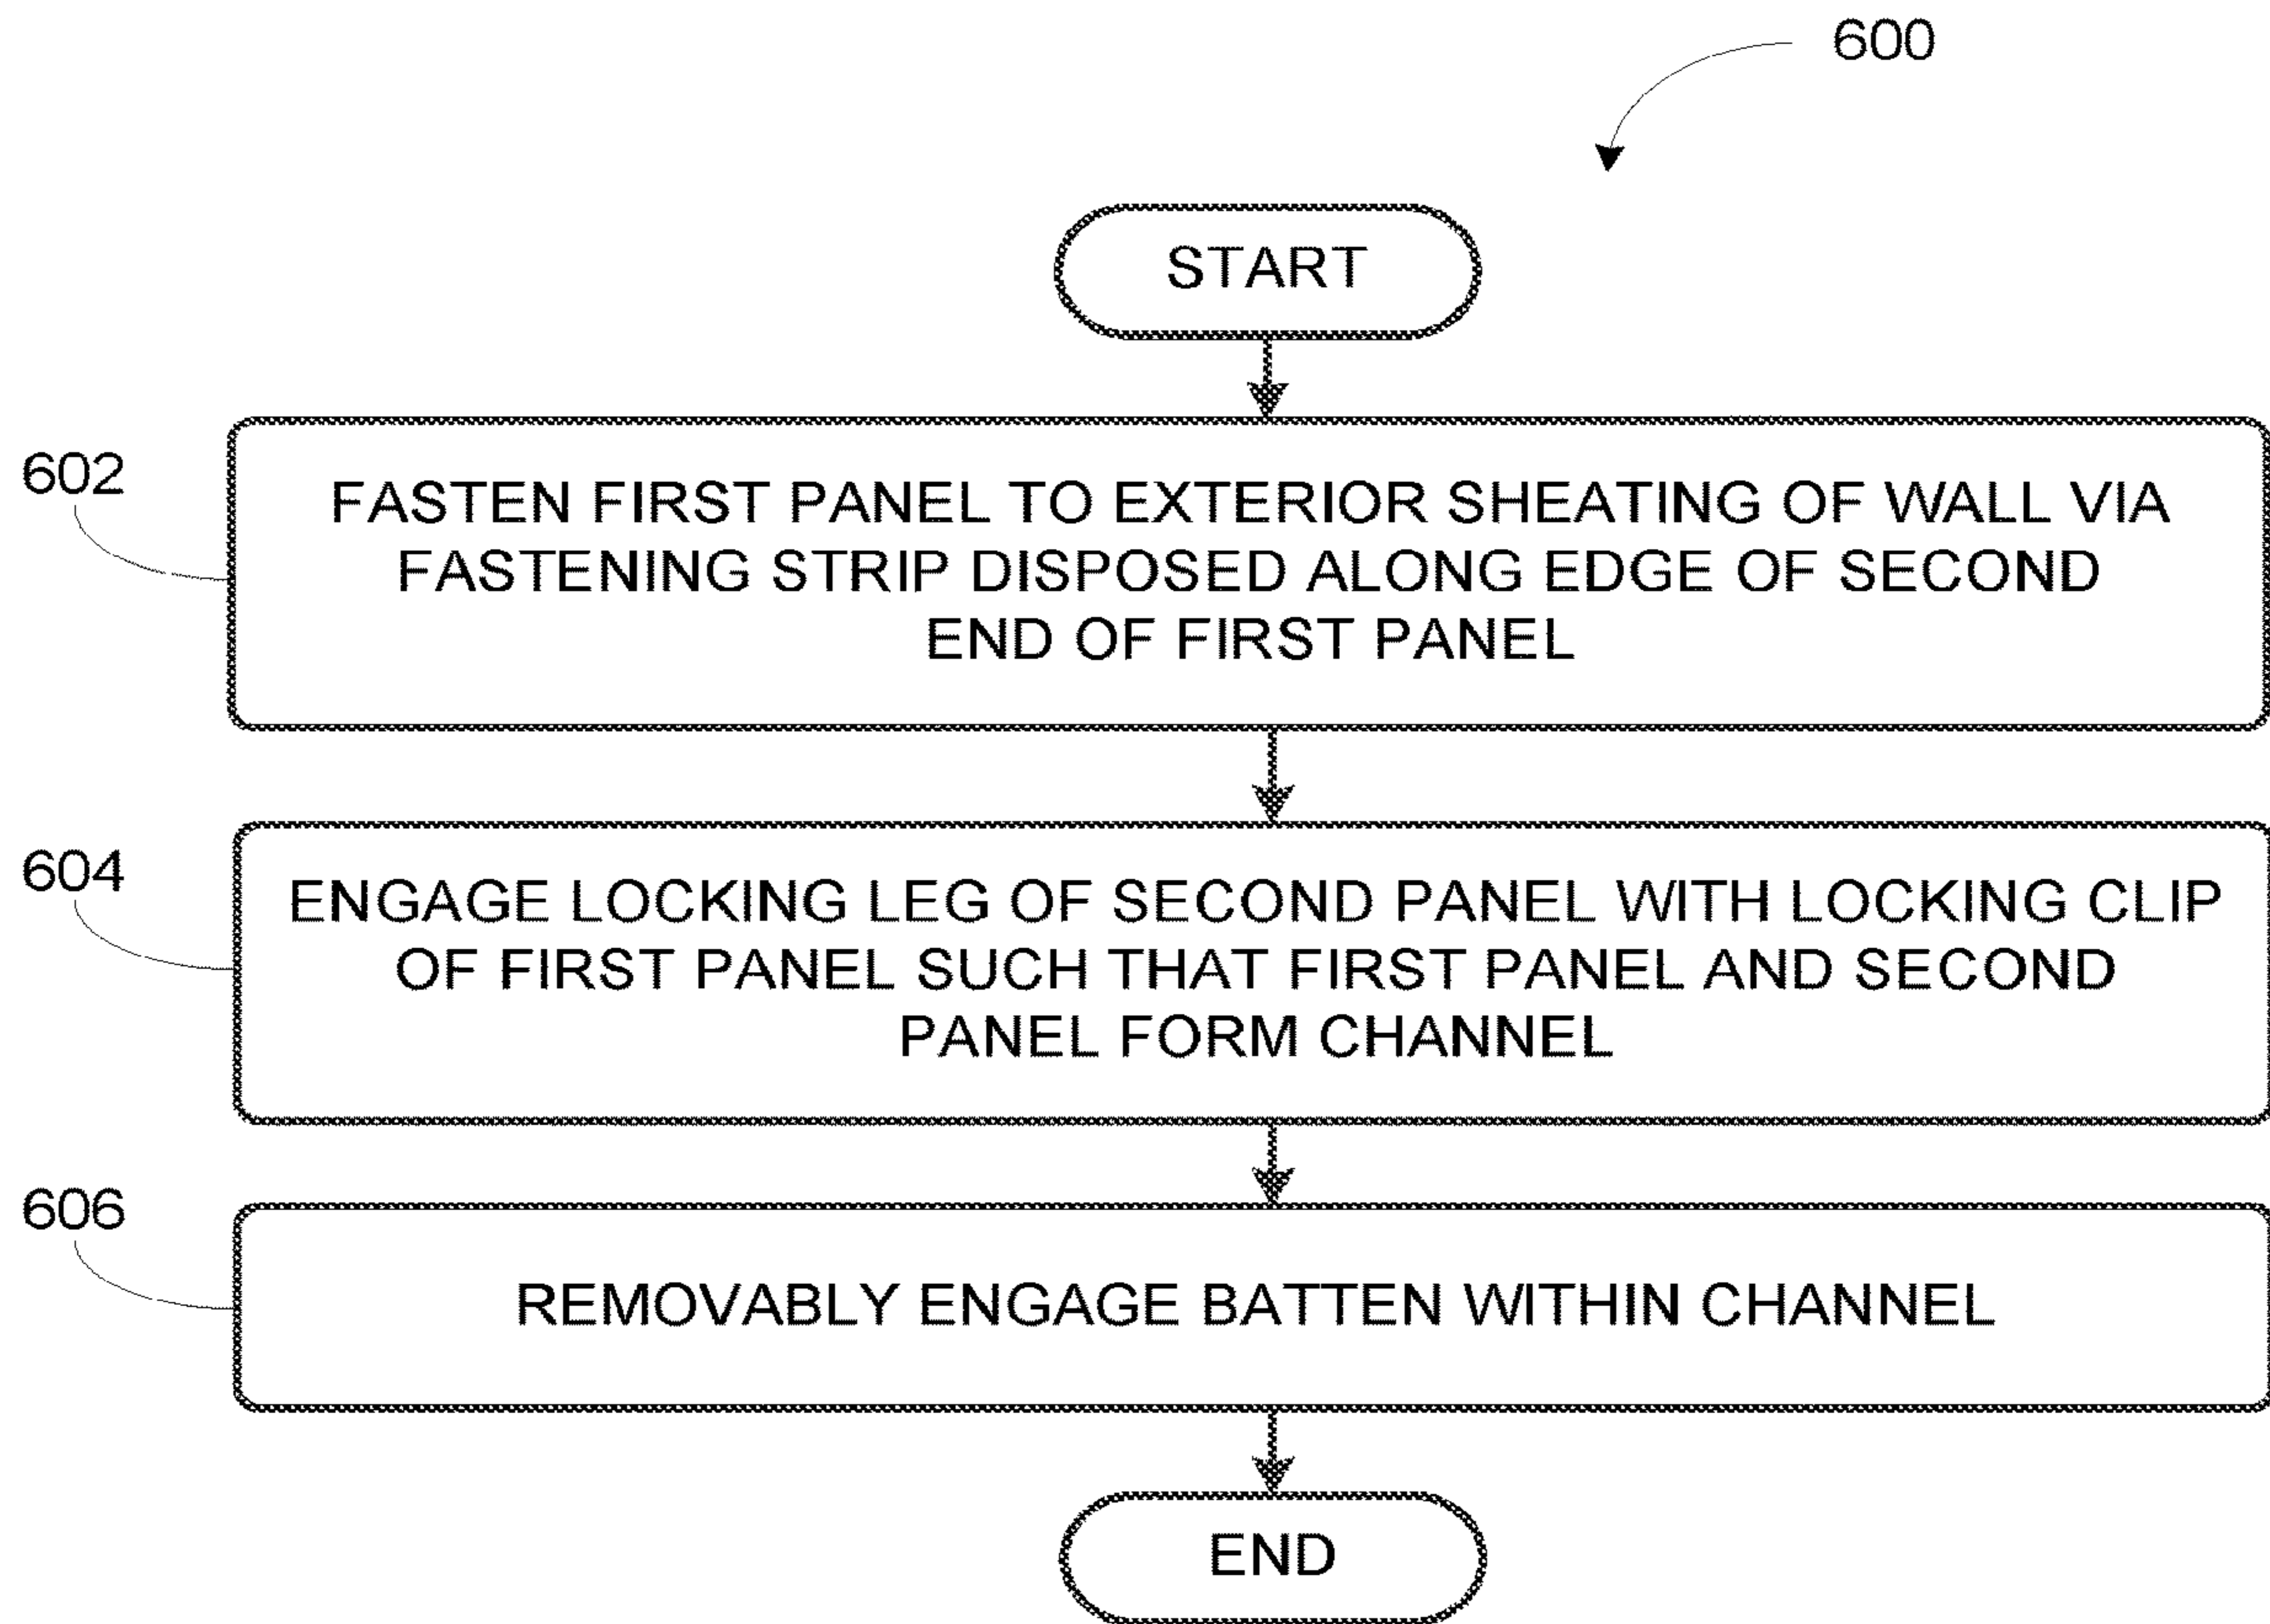 600
START
602
FASTEN FIRST PANEL TO EXTERIOR SHEATING OF WALL VIA
FASTENING STRIP DISPOSED ALONG EDGE OF SECOND
END OF FIRST PANEL
604
ENGAGE LOCKING LEG OF SECOND PANEL WITH LOCKING CLIP
OF FIRST PANEL SUCH THAT FIRST PANEL AND SECOND
PANEL FORM CHANNEL
606
REMOVABLY ENGAGE BATTEN WITHIN CHANNEL
END